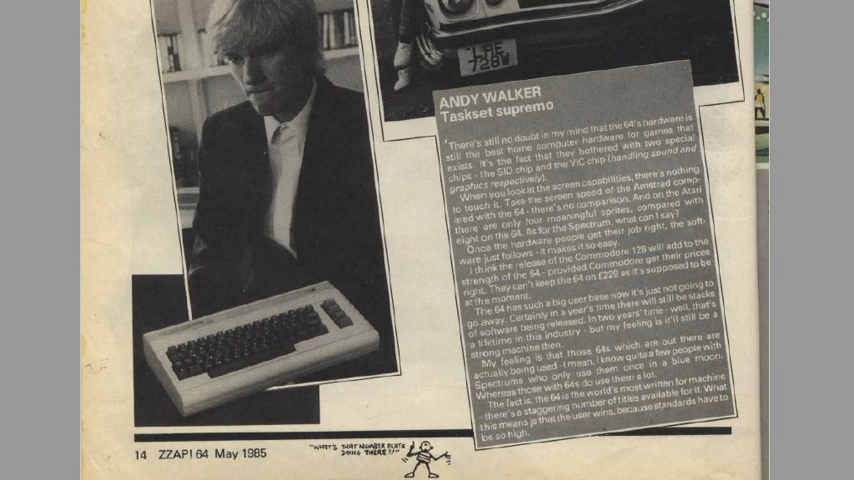 LHE
728W
ANDY WALKER
Taskset supremo
'There's still no doubt in my mind that the 64's hardware is
still the best home computer hardware for games that
exists. It's the fact that they bothered with two special
chips - the SID chip and the VIC chip (handling sound and
graphics respectively).
When you look at the screen capabilities, there's nothing
to touch it. Take the screen speed of the Amstrad comp-
ared with the 64 - there's no comparison. And on the Atari
there are only four meaningful sprites, compared with
eight on the 64. As for the Spectrum, what can I say?
Once the hardware people get their job right, the soft-
ware just follows - it makes it so easy.
I think the release of the Commodore 128 will add to the
strength of the 64 - provided Commodore get their prices
right. They can't keep the 64 on £220 as it's supposed to be
at the moment.
The 64 has such a big user base now it's just not going to
go away. Certainly in a year's time there will still be stacks
of software being released. In two years' time - well, that's
a lifetime in this industry - but my feeling is it'll still be a
strong machine then.
My feeling is that those 64s which are out there are
actually being used. I mean, I know quite a few people with
Spectrums who only use them once in a blue moon.
Whereas those with 64s do use them a lot.
The fact is, the 64 is the world's most written for machine
- there's a staggering number of titles available for it. What
this means is that the user wins, because standards have to
be so high.
14 ZZAP! 64 May 1985
"WHAT'S THAT NUMBER PLATE
DOING THERE!?"